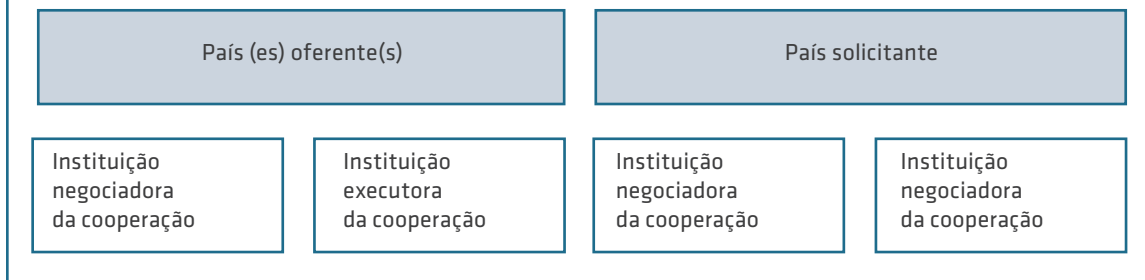 País (es) oferente(s)
País solicitante
Instituição
negociadora
da cooperação
Instituição
executora
da cooperação
Instituição
negociadora
da cooperação
Instituição
negociadora
da cooperação